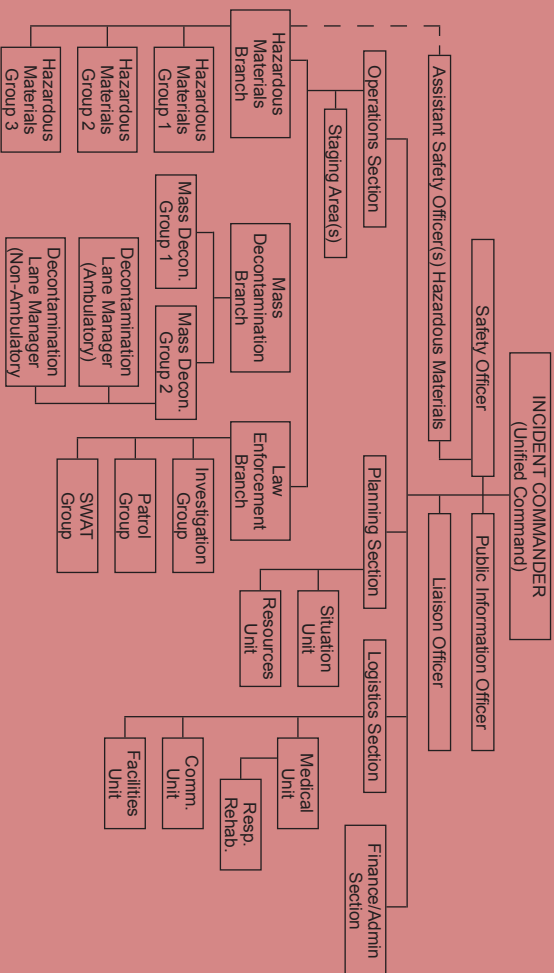 INCIDENT COMMANDER
(Unified Command)
Safety Officer
Public Information Officer
Assistant Safety Officer(s) Hazardous Materials
Liaison Officer
Operations Section
Planning Section
Logistics Section
Finance/Admin
Section
Staging Area(s)
Hazardous
Materials
Branch
Mass
Decontamination
Branch
Law
Enforcement
Branch
Hazardous
Materials
Group 1
Hazardous
Materials
Group 2
Hazardous
Materials
Group 3
Mass Decon.
Group 1
Mass Decon.
Group 2
Decontamination
Lane Manager
(Ambulatory)
Decontamination
Lane Manager
(Non-Ambulatory)
Investigation
Group
Patrol
Group
SWAT
Group
Situation
Unit
Resources
Unit
Medical
Unit
Resp.
Rehab.
Comm.
Unit
Facilities
Unit